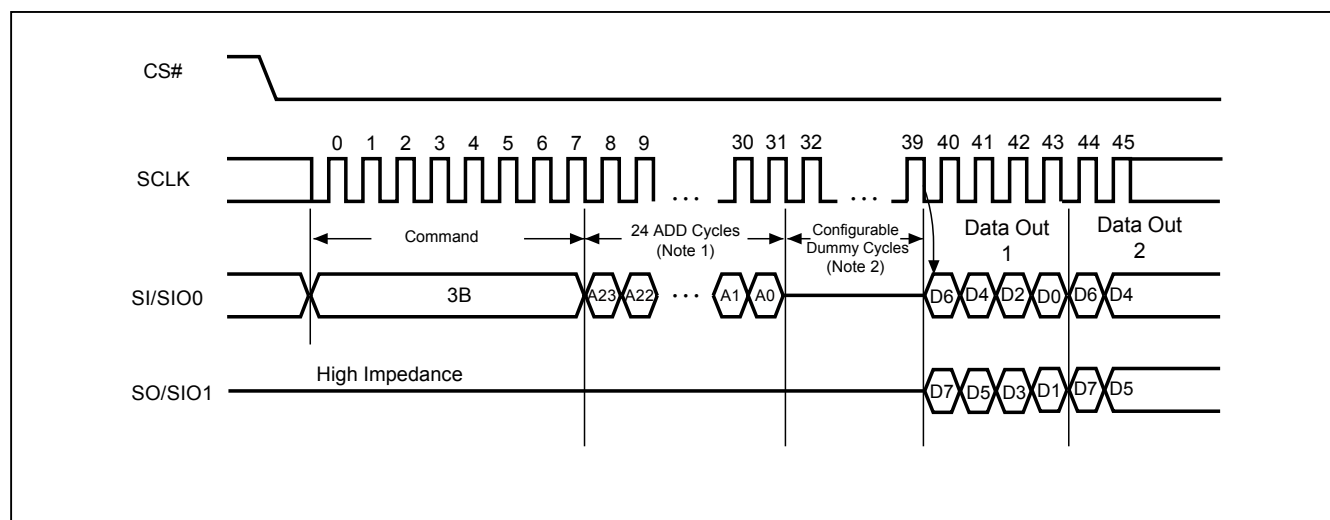 CS#
0 1 2 3 4 5 6 7 8 9 30 31 32 39 40 41 42 43 44 45
SCLK
... ...
Command
24 ADD Cycles
(Note 1)
Configurable
Dummy Cycles
(Note 2)
Data Out
1
Data Out
2
SI/SIO0
3B A23 A22 ... A1 A0 D6 D4 D2 D0 D6 D4
High Impedance
SO/SIO1
D7 D5 D3 D1 D7 D5